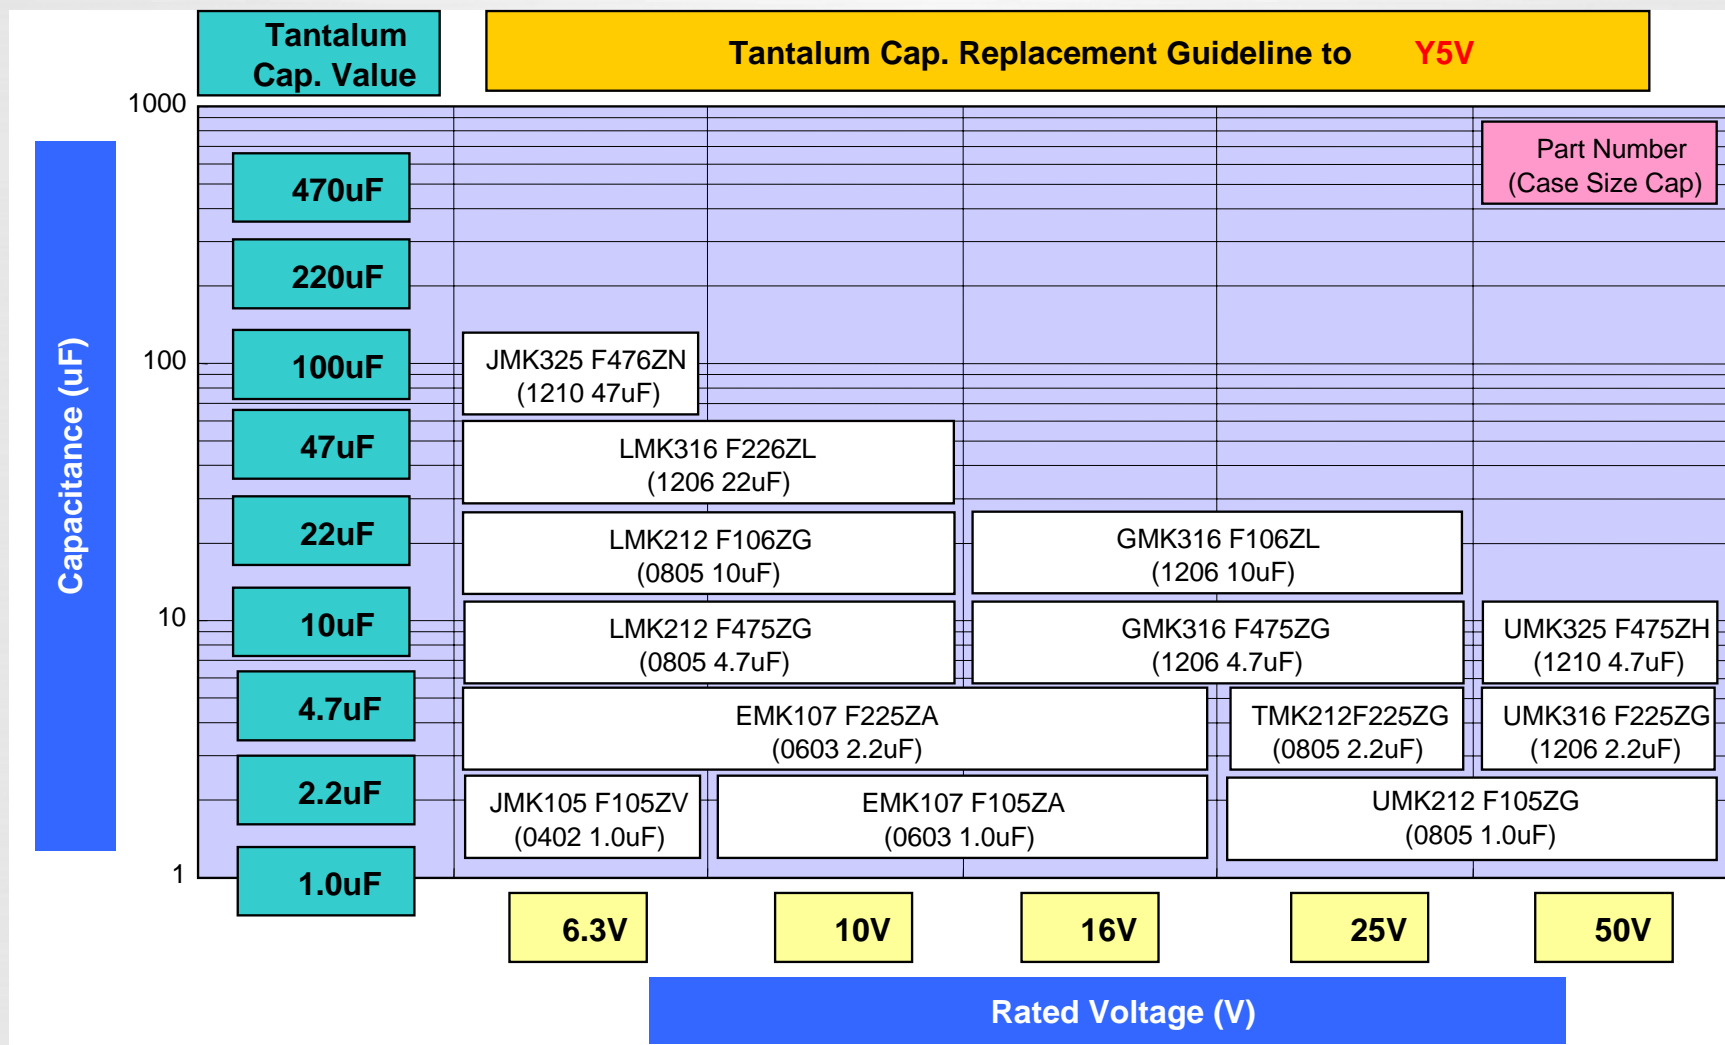 Tantalum
Cap. Value
Tantalum Cap. Replacement Guideline to Y5V
Capacitance (uF)
1000
100
10
1
470uF
220uF
100uF
47uF
22uF
10uF
4.7uF
2.2uF
1.0uF
Part Number
(Case Size Cap)
JMK325 F476ZN
(1210 47uF)
LMK316 F226ZL
(1206 22uF)
LMK212 F106ZG
(0805 10uF)
GMK316 F106ZL
(1206 10uF)
LMK212 F475ZG
(0805 4.7uF)
GMK316 F475ZG
(1206 4.7uF)
UMK325 F475ZH
(1210 4.7uF)
EMK107 F225ZA
(0603 2.2uF)
TMK212F225ZG
(0805 2.2uF)
UMK316 F225ZG
(1206 2.2uF)
JMK105 F105ZV
(0402 1.0uF)
EMK107 F105ZA
(0603 1.0uF)
UMK212 F105ZG
(0805 1.0uF)
6.3V
10V
16V
25V
50V
Rated Voltage (V)